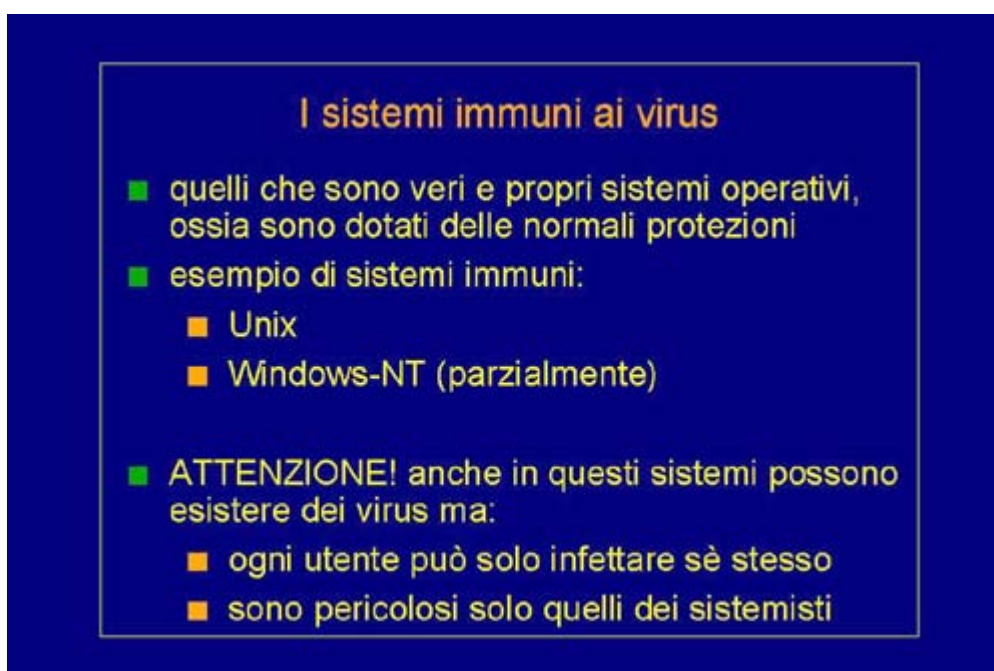 I sistemi immuni ai virus
quelli che sono veri e propri sistemi operativi,
ossia sono dotati delle normali protezioni
esempio di sistemi immuni:
Unix
Windows-NT (parzialmente)
ATTENZIONE! anche in questi sistemi possono
esistere dei virus ma:
ogni utente può solo infettare sè stesso
sono pericolosi solo quelli dei sistemisti